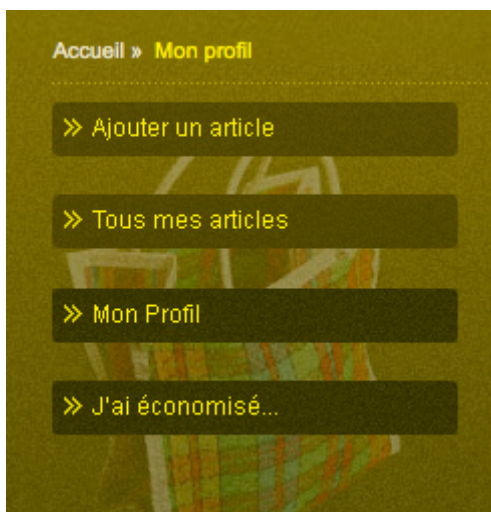 Accueil » Mon profil
» Ajouter un article
» Tous mes articles
» Mon Profil
» J'ai économisé...